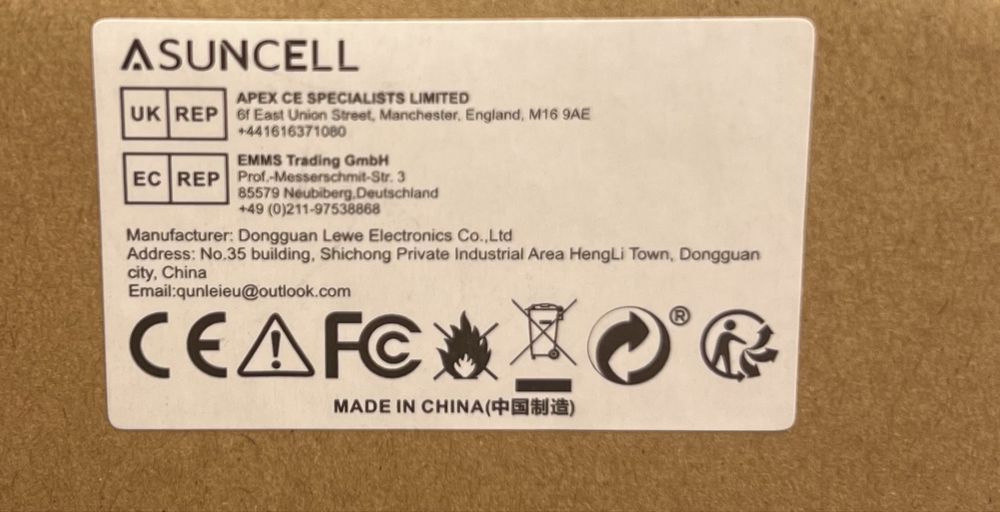 ASUNCELL
UK REP
APEX CE SPECIALISTS LIMITED
6f East Union Street, Manchester, England, M16 9AE
+441616371080
EC REP
EMMS Trading GmbH
Prof.-Messerschmit-Str. 3
85579 Neubiberg,Deutschland
+49 (0)211-97538868
Manufacturer: Dongguan Lewe Electronics Co.,Ltd
Address: No.35 building, Shichong Private Industrial Area HengLi Town, Dongguan
city, China
Email:qunleieu@outlook.com
CE FC ®
MADE IN CHINA(中国制造)